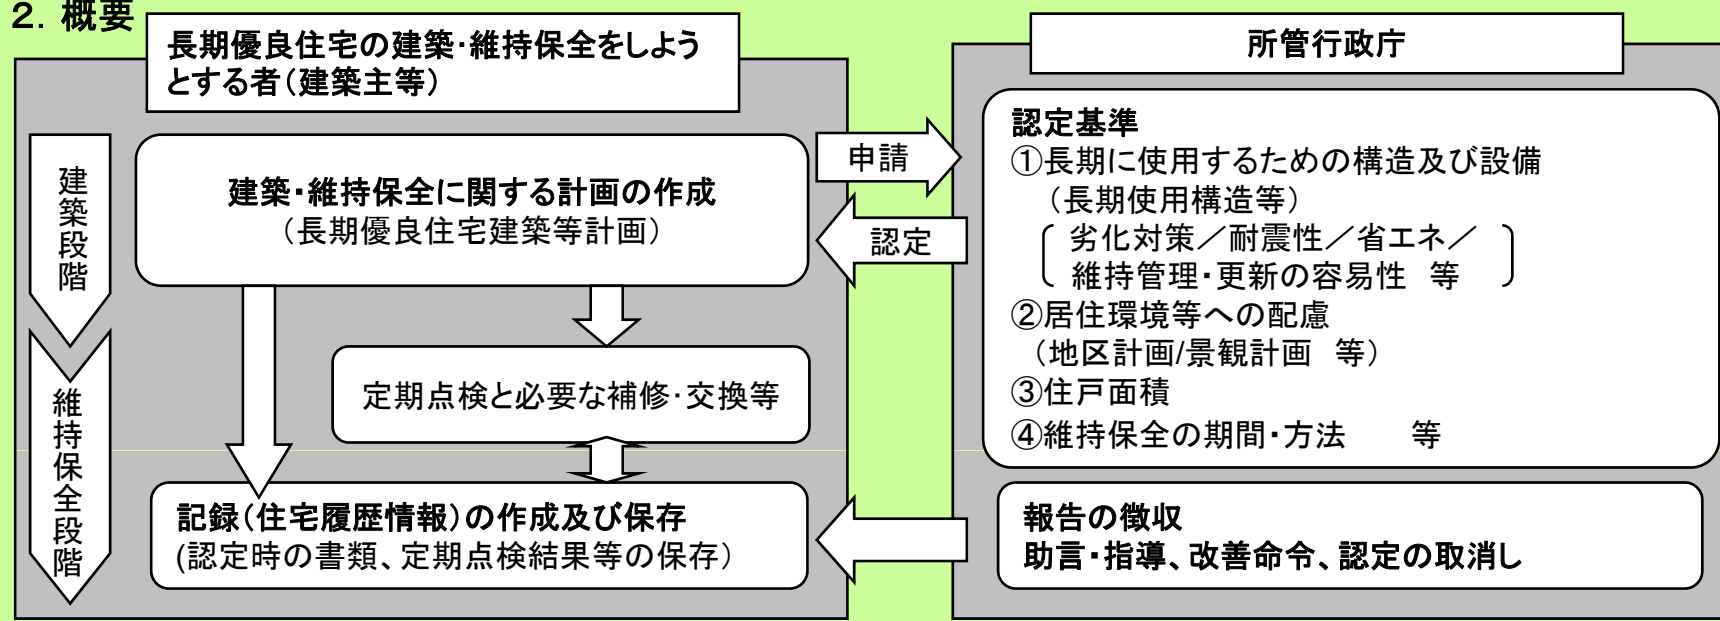 2．概要
長期優良住宅の建築・維持保全をしよう
とする者（建築主等）
建築段階
維持保全段階
建築・維持保全に関する計画の作成
（長期優良住宅建築等計画）
定期点検と必要な補修・交換等
記録（住宅履歴情報）の作成及び保存
(認定時の書類、定期点検結果等の保存）
申請
認定
所管行政庁
認定基準
①長期に使用するための構造及び設備
（長期使用構造等）
劣化対策／耐震性／省エネ／
維持管理・更新の容易性　等
②居住環境等への配慮
（地区計画/景観計画　等）
③住戸面積
④維持保全の期間・方法　　等
報告の徴収
助言・指導、改善命令、認定の取消し